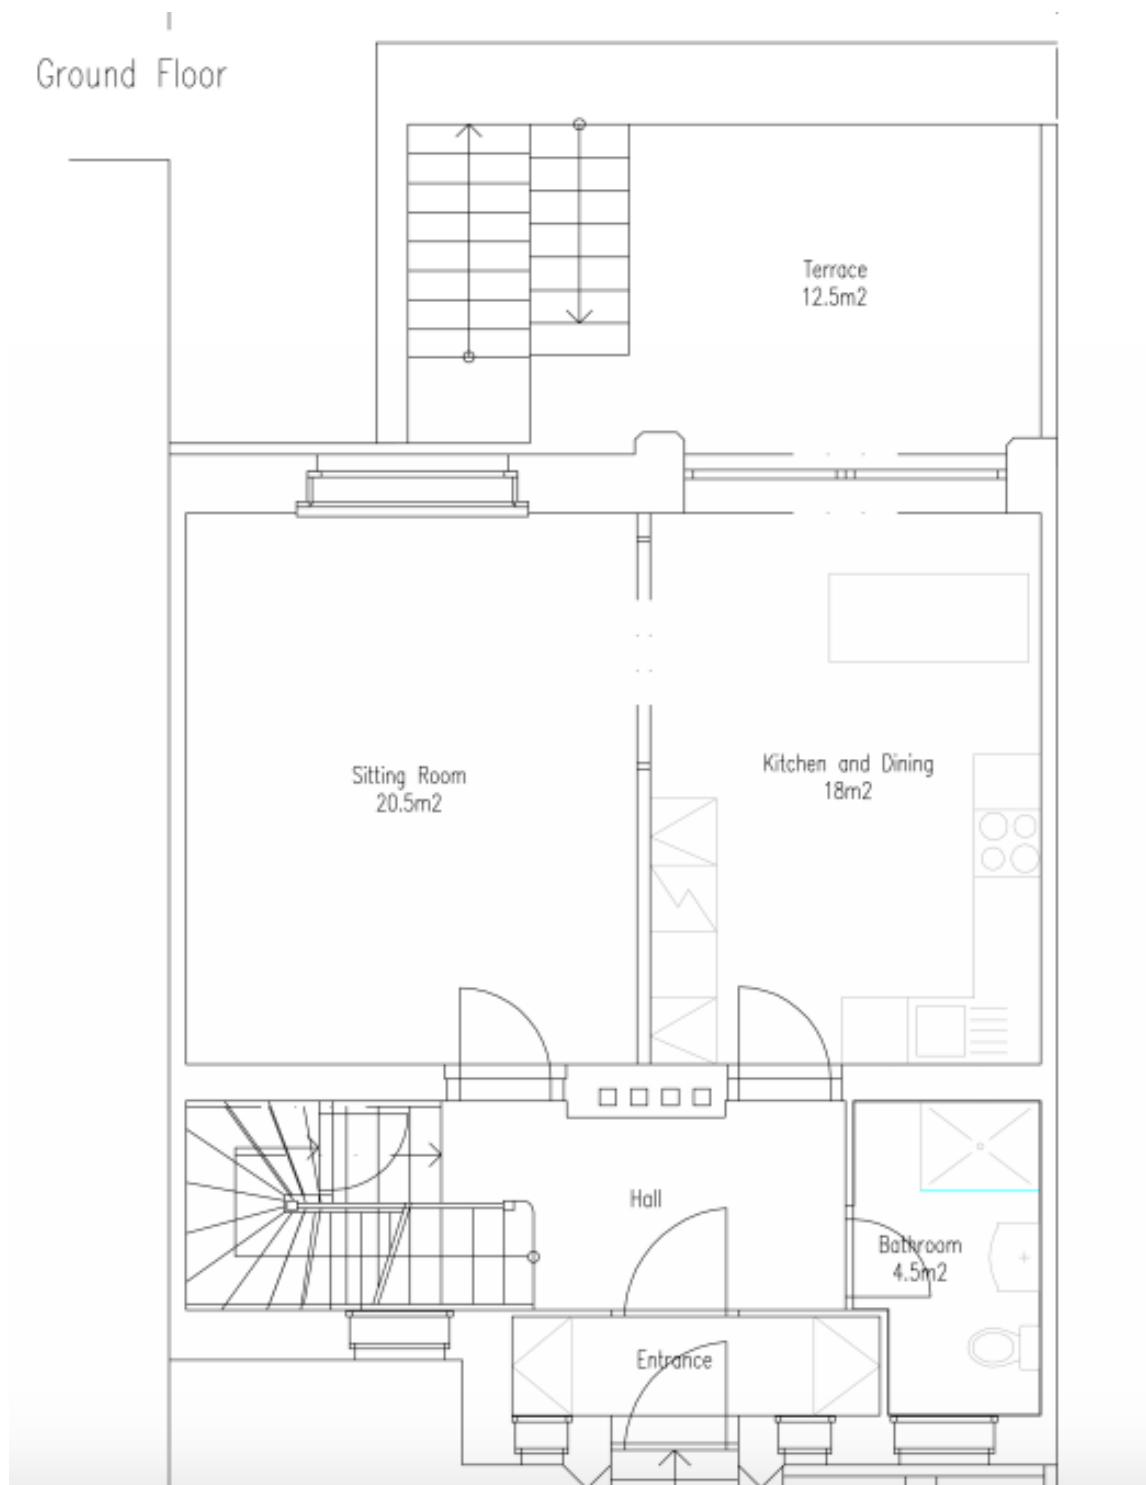 Ground Floor
Terrace
12.5m2
Kitchen and Dining
18m2
Sitting Room
20.5m2
Hall
Bathroom
4.5m2
Entrance